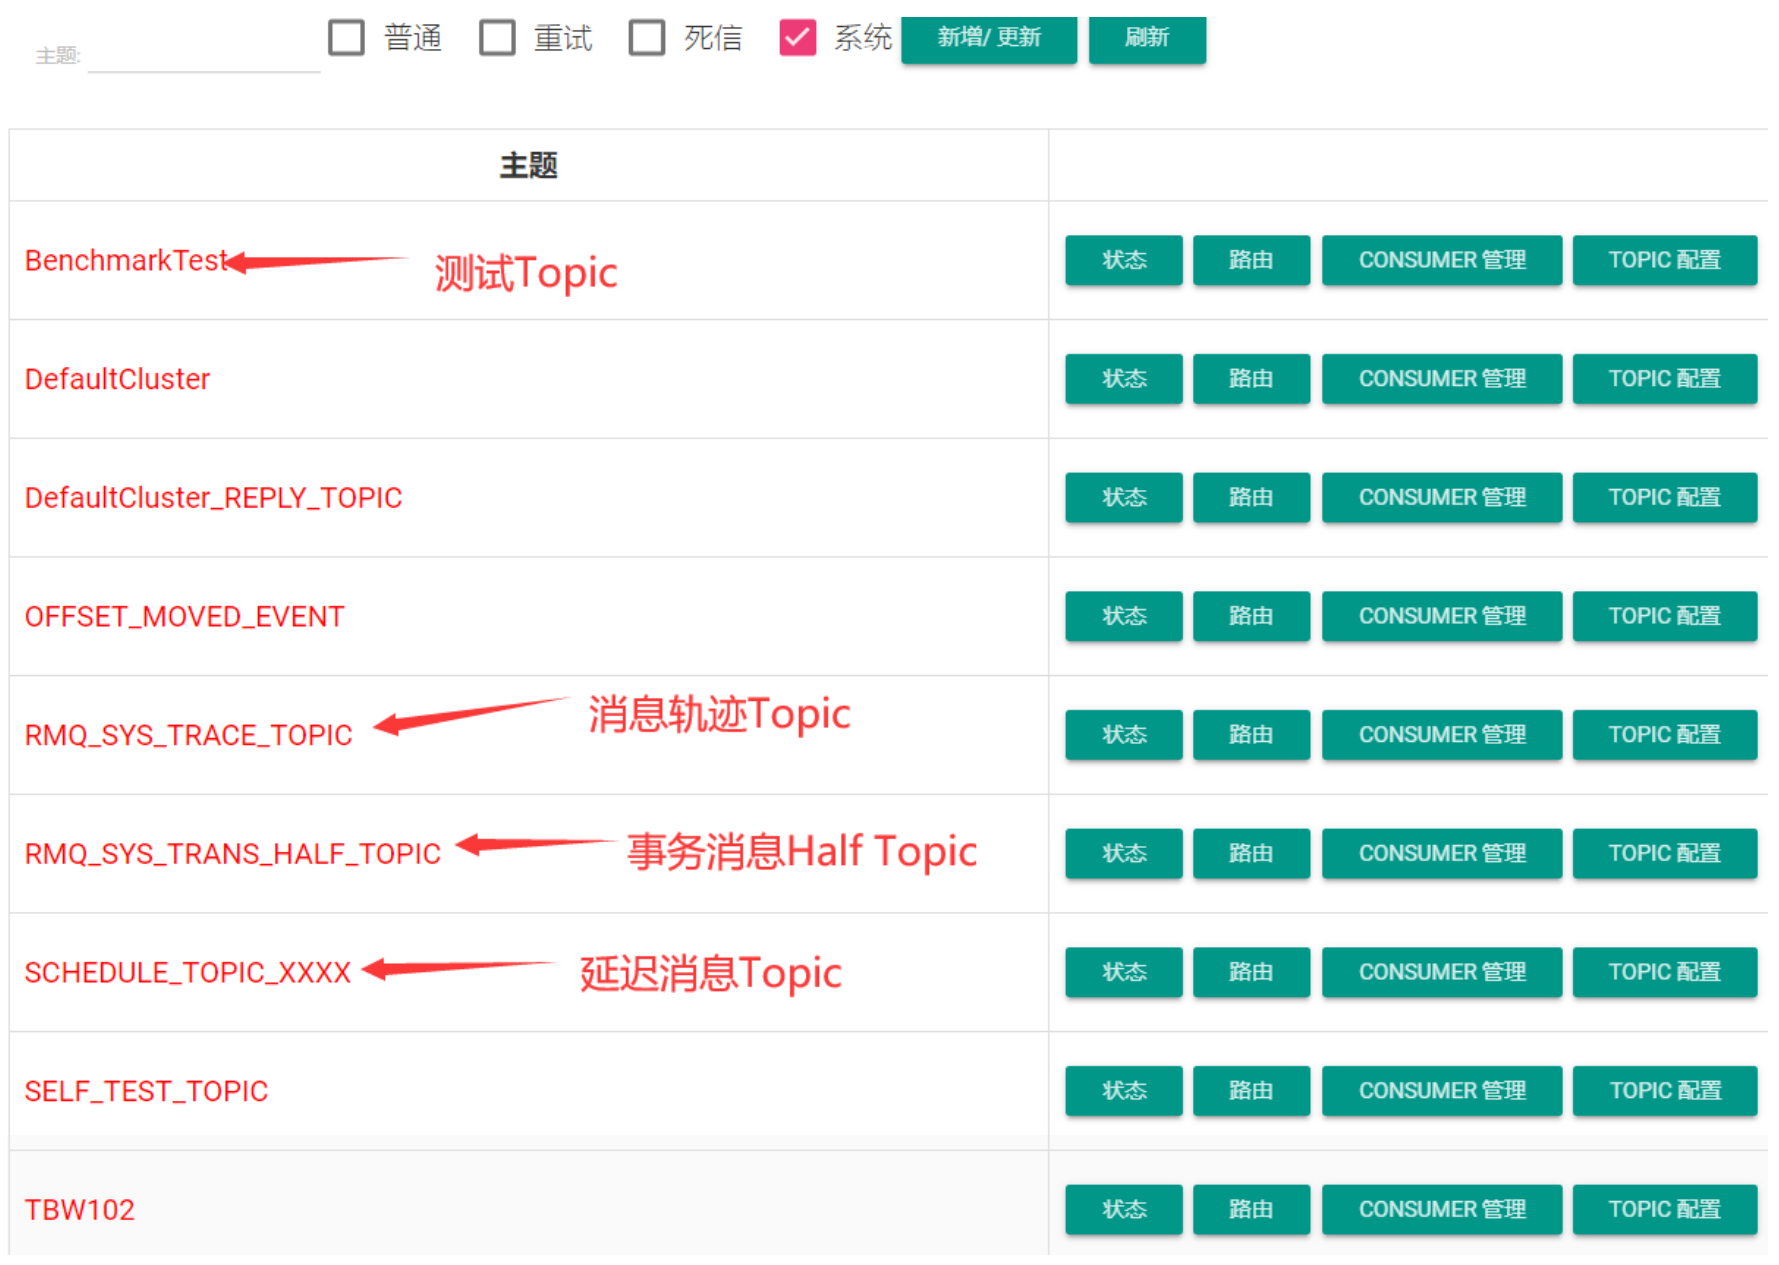 主题: 普通 重试 死信 系统 新增/ 更新 刷新
主题
BenchmarkTest 测试Topic 状态 路由 CONSUMER 管理 TOPIC 配置
DefaultCluster 状态 路由 CONSUMER 管理 TOPIC 配置
DefaultCluster_REPLY_TOPIC 状态 路由 CONSUMER 管理 TOPIC 配置
OFFSET_MOVED_EVENT 状态 路由 CONSUMER 管理 TOPIC 配置
RMQ_SYS_TRACE_TOPIC 消息轨迹Topic 状态 路由 CONSUMER 管理 TOPIC 配置
RMQ_SYS_TRANS_HALF_TOPIC 事务消息Half Topic 状态 路由 CONSUMER 管理 TOPIC 配置
SCHEDULE_TOPIC_XXXX 延迟消息Topic 状态 路由 CONSUMER 管理 TOPIC 配置
SELF_TEST_TOPIC 状态 路由 CONSUMER 管理 TOPIC 配置
TBW102 状态 路由 CONSUMER 管理 TOPIC 配置